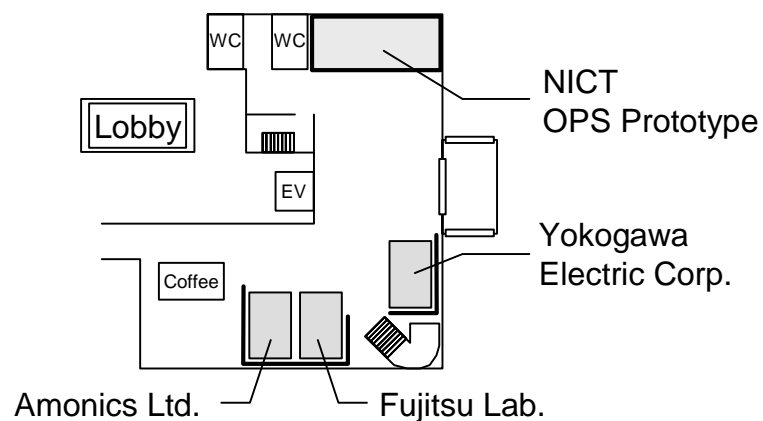 WC
WC
NICT
OPS Prototype
Lobby
EV
Yokogawa
Electric Corp.
Coffee
Amonics Ltd.
Fujitsu Lab.